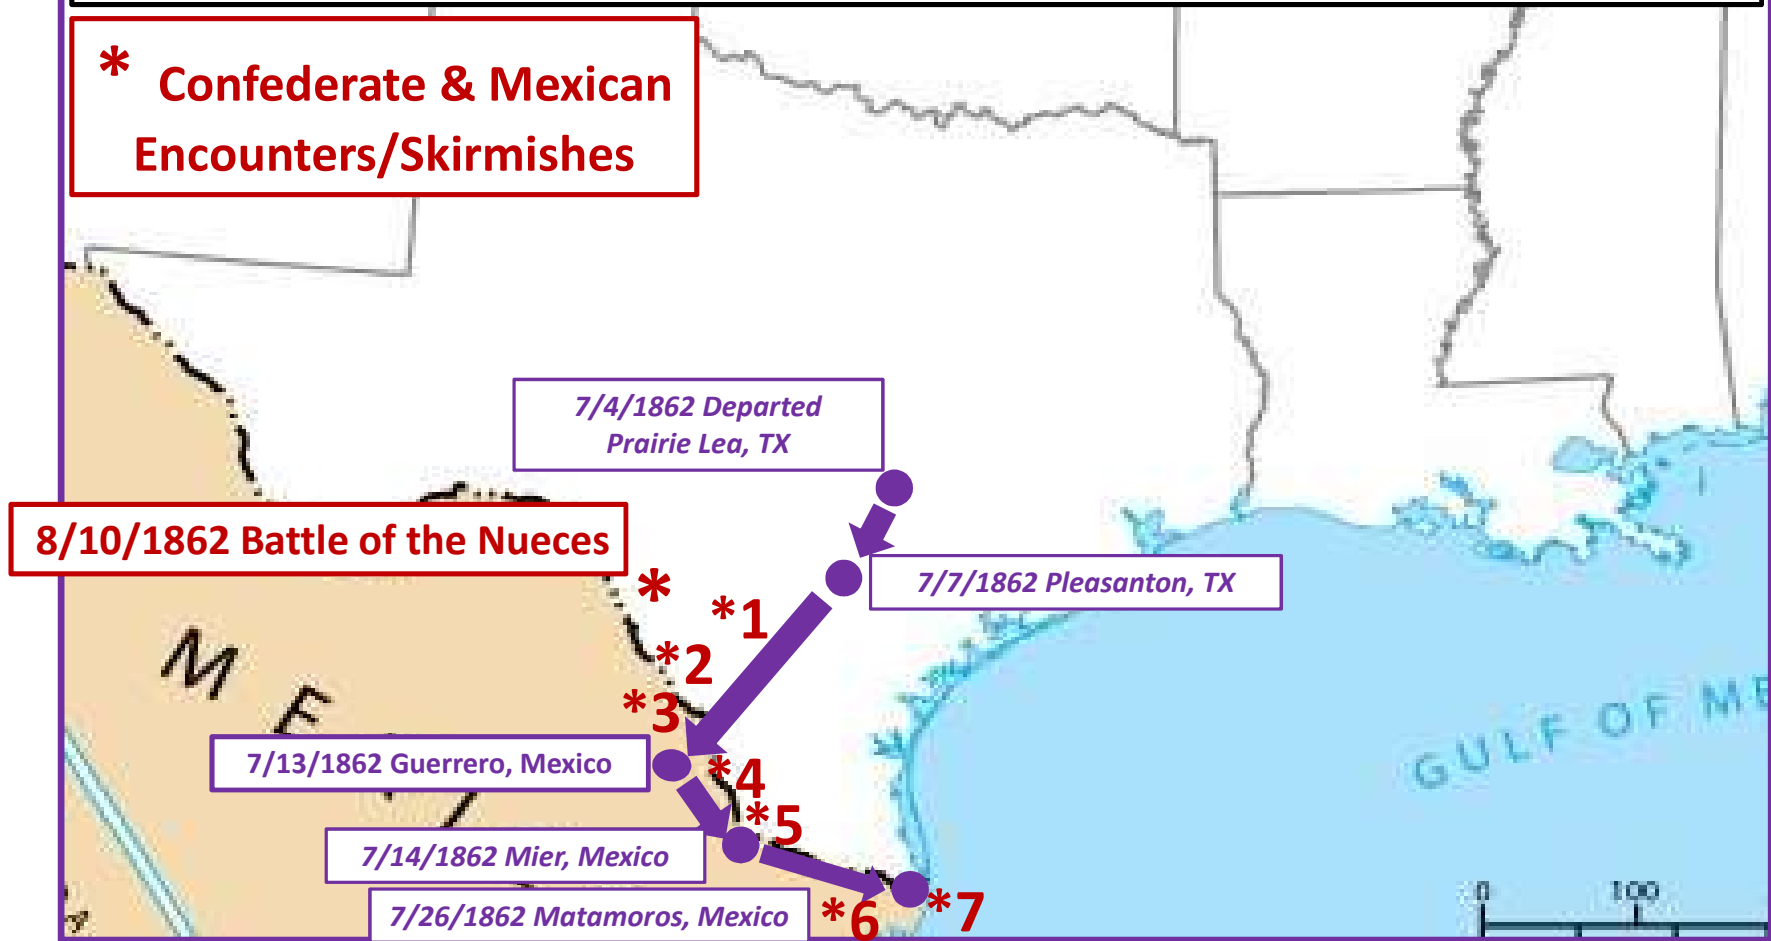 * Confederate & Mexican
Encounters/Skirmishes
7/4/1862 Departed
Prairie Lea, TX
8/10/1862 Battle of the Nueces
*
7/7/1862 Pleasanton, TX
*1
*2
*3
M E
7/13/1862 Guerrero, Mexico
*4
*5
7/14/1862 Mier, Mexico
7/26/1862 Matamoros, Mexico
*6
*7
GULF OF ME
0 100